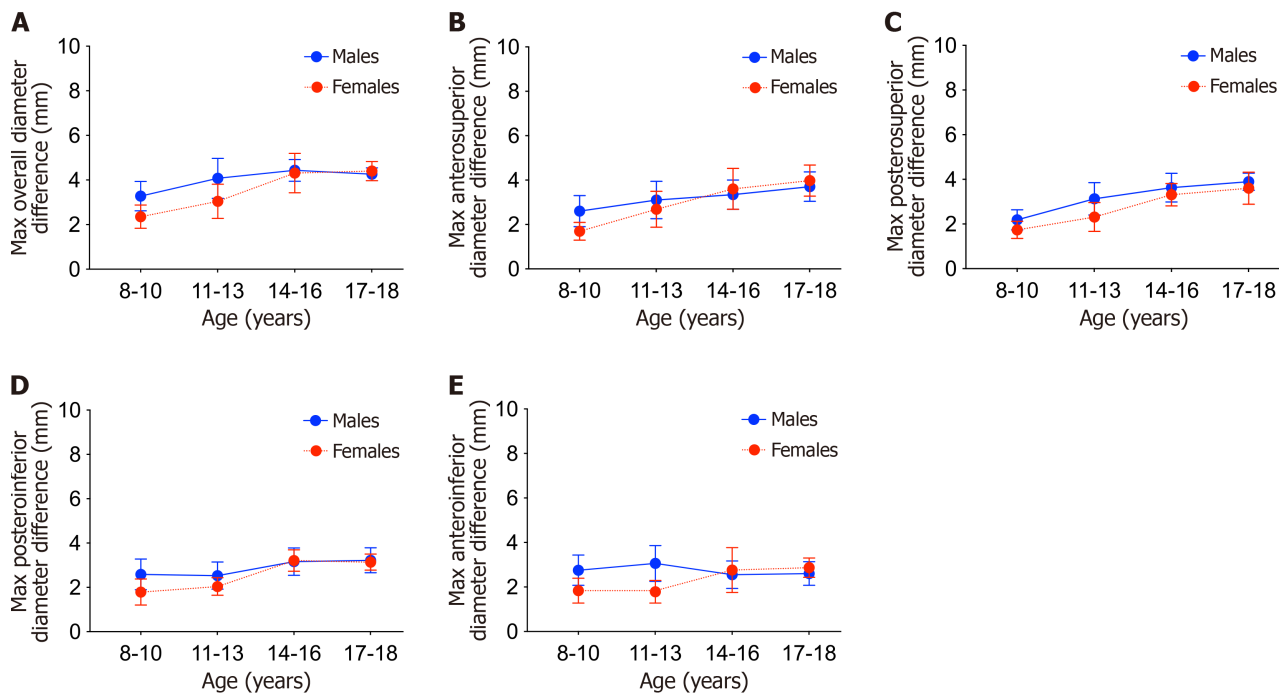 A
Max overall diameter
difference (mm)
10
8
6
4
2
0
Males
Females
8-10 11-13 14-16 17-18
Age (years)
B
Max anterosuperior
diameter difference (mm)
10
8
6
4
2
0
Males
Females
8-10 11-13 14-16 17-18
Age (years)
C
Max posterosuperior
diameter difference (mm)
10
8
6
4
2
0
Males
Females
8-10 11-13 14-16 17-18
Age (years)
D
Max posteroinferior
diameter difference (mm)
10
8
6
4
2
0
Males
Females
8-10 11-13 14-16 17-18
Age (years)
E
Max anteroinferior
diameter difference (mm)
10
8
6
4
2
0
Males
Females
8-10 11-13 14-16 17-18
Age (years)